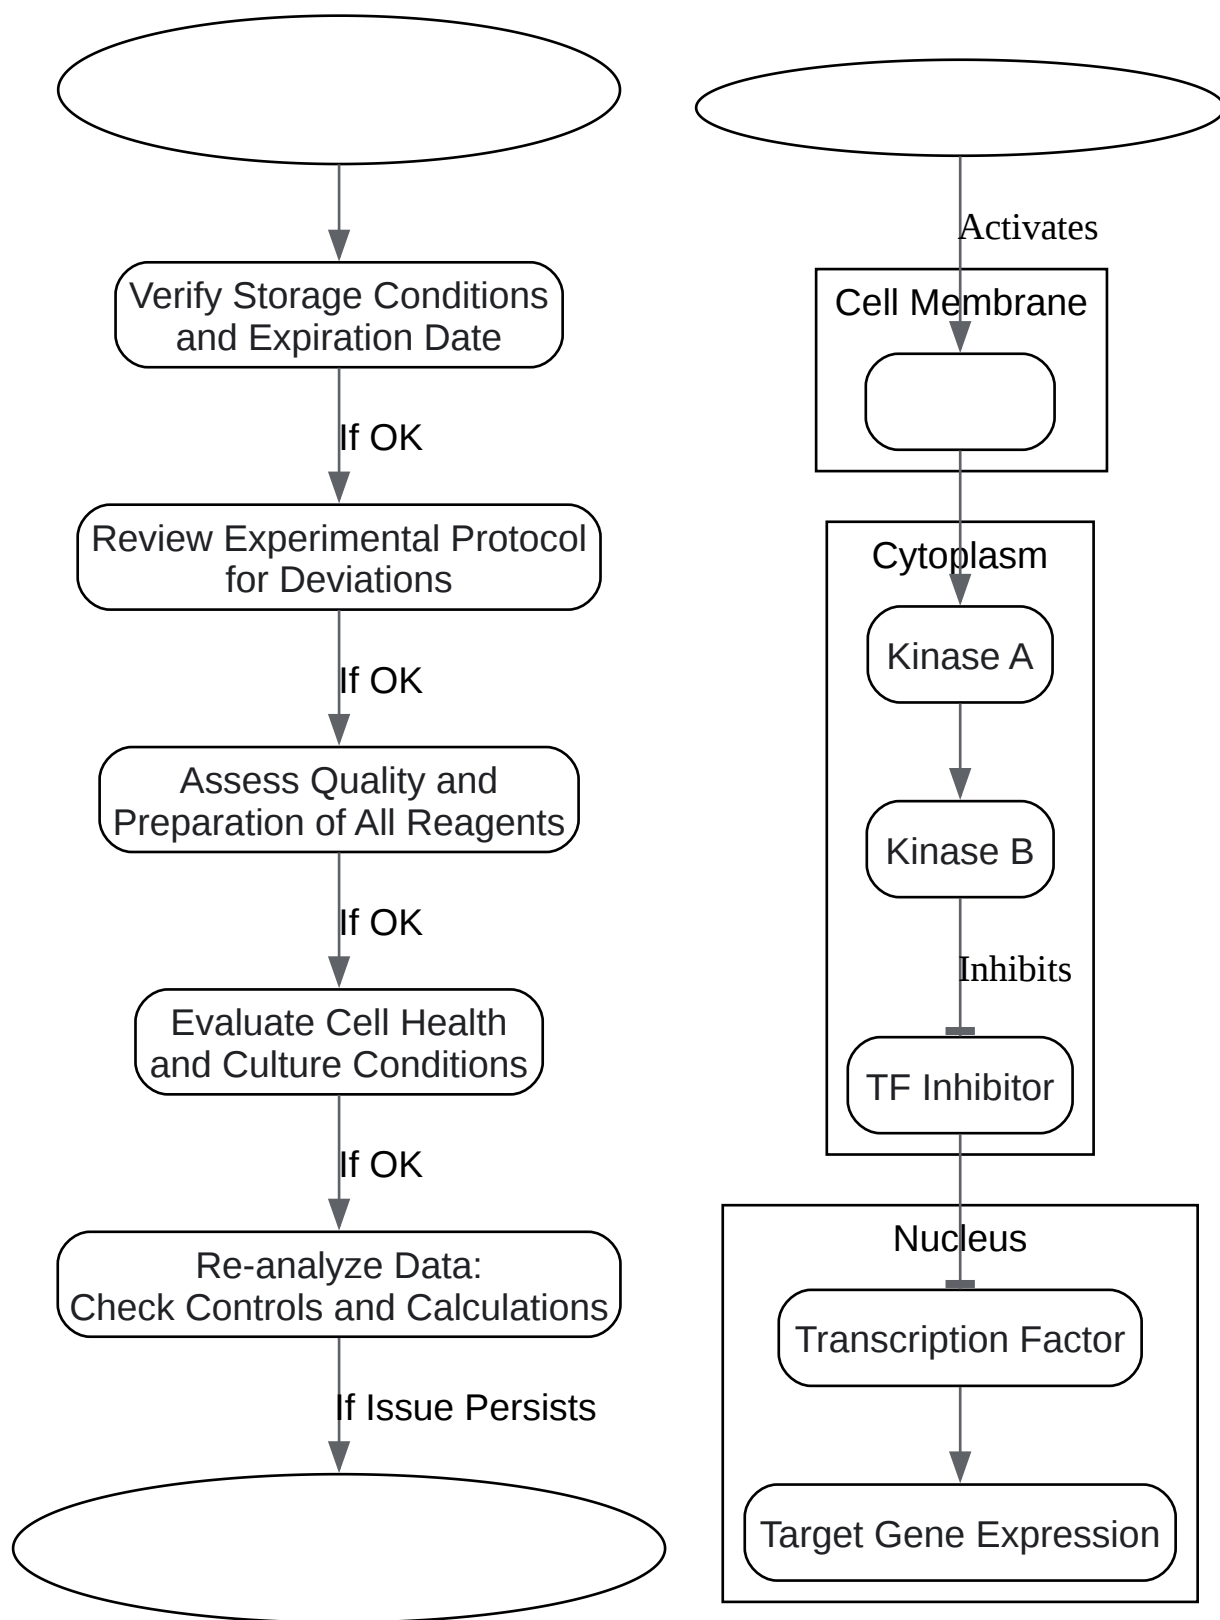 Verify Storage Conditions
and Expiration Date
If OK
Review Experimental Protocol
for Deviations
If OK
Assess Quality and
Preparation of All Reagents
If OK
Evaluate Cell Health
and Culture Conditions
If OK
Re-analyze Data:
Check Controls and Calculations
If Issue Persists
Activates
Cell Membrane
Cytoplasm
Kinase A
Kinase B
Inhibits
TF Inhibitor
Nucleus
Transcription Factor
Target Gene Expression